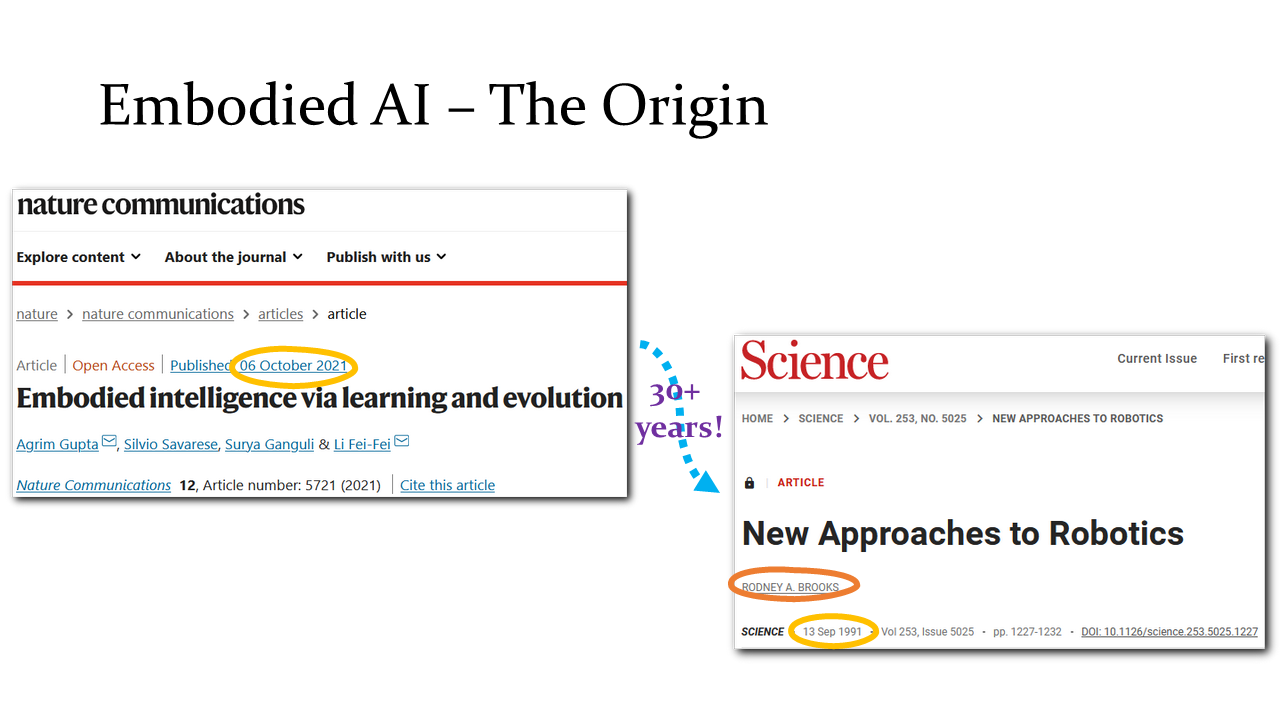 Embodied AI – The Origin
nature communications
Explore content About the journal Publish with us
nature > nature communications > articles > article
Article | Open Access | Published 06 October 2021
Embodied intelligence via learning and evolution
Agrim Gupta, Silvio Savarese, Surya Ganguli & Li Fei-Fei
Nature Communications 12, Article number: 5721 (2021) | Cite this article
30+
years!
Science
Current Issue First re
HOME > SCIENCE > VOL. 253, NO. 5025 > NEW APPROACHES TO ROBOTICS
ARTICLE
New Approaches to Robotics
RODNEY A. BROOKS
SCIENCE • 13 Sep 1991 • Vol 253, Issue 5025 • pp. 1227-1232 • DOI: 10.1126/science.253.5025.1227